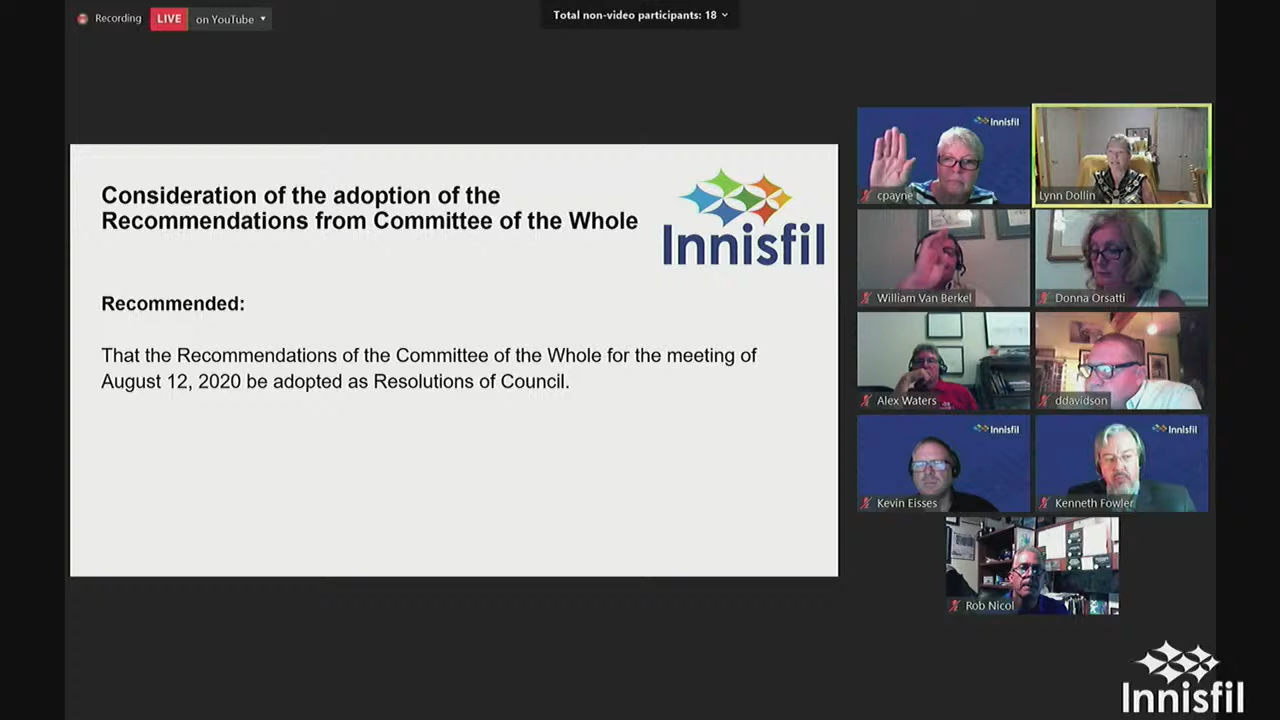 Recording
LIVE on YouTube
Total non-video participants: 18
Consideration of the adoption of the
Recommendations from Committee of the Whole
Innisfil
Recommended:
That the Recommendations of the Committee of the Whole for the meeting of
August 12, 2020 be adopted as Resolutions of Council.
Innisfil
cpayne
Lynn Dollin
William Van Berkel
Donna Orsatti
Alex Waters
ddavidson
Innisfil
Kevin Eisses
Innisfil
Kenneth Fowler
Rob Nicol
Innisfil